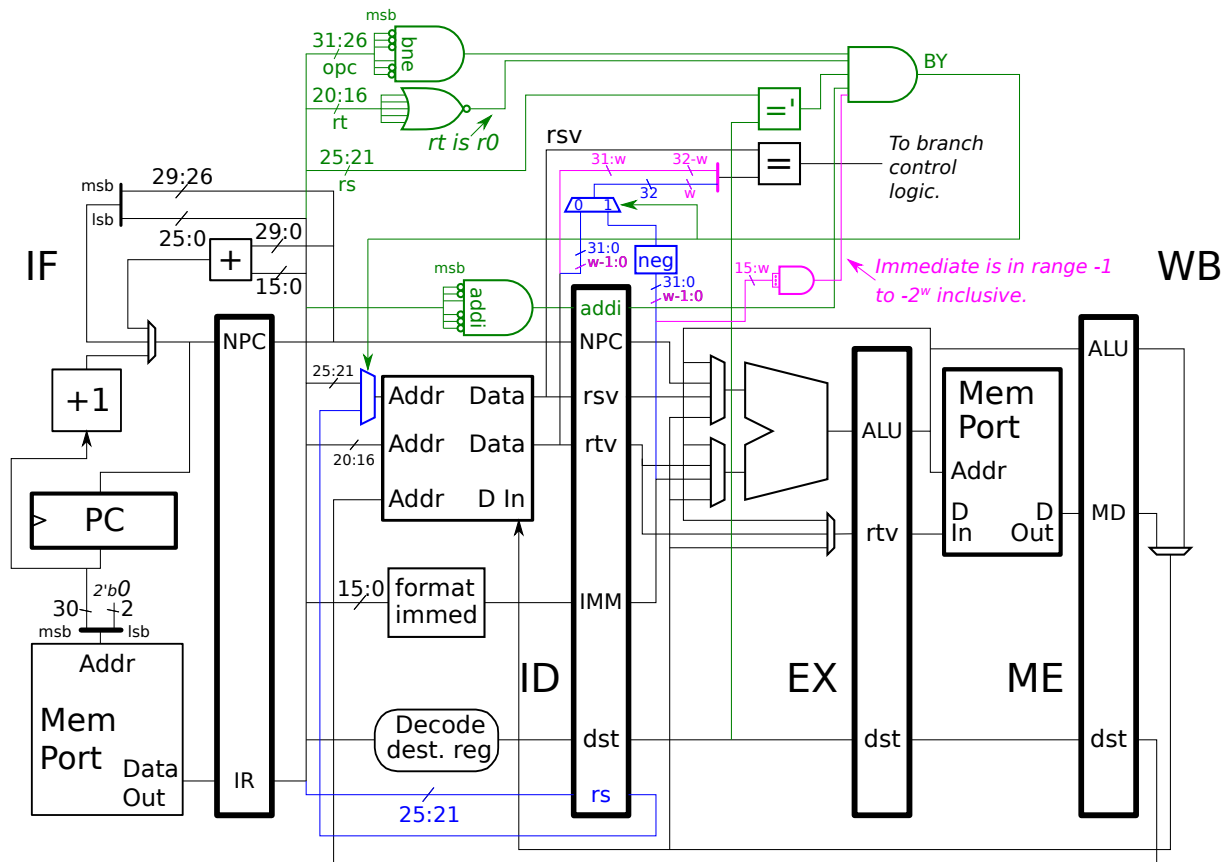 msb
31:26
opc
bne
BY
20:16
rt
rt is r0
='
rsv
25:21
rs
31:w
32-w
=
To branch
control
logic.
32
w
msb
29:26
lsb
25:0
29:0
+
15:0
0 1
IF
31:0
w-1:0
neg
15:w
Immediate is in range -1
to -2ʷ inclusive.
WB
31:0
w-1:0
msb
addi
addi
NPC
NPC
ALU
25:21
+1
Addr
Data
rsv
Mem
Port
Addr
Data
rtv
ALU
20:16
Addr
Addr
D In
PC
D
In
D
Out
MD
rtv
2'b0
30
2
msb
lsb
15:0
format
immed
IMM
Addr
ID
EX
ME
Mem
Port
Decode
dest. reg
dst
dst
dst
Data
Out
IR
rs
25:21